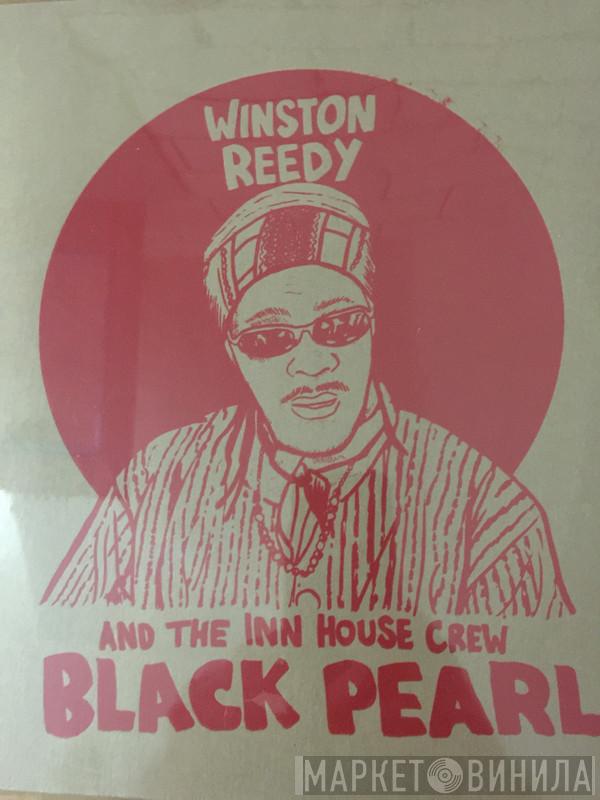 WINSTON
REEDY
AND THE INN HOUSE CREW
BLACK PEARL
МАРКЕТ ВИНИЛА